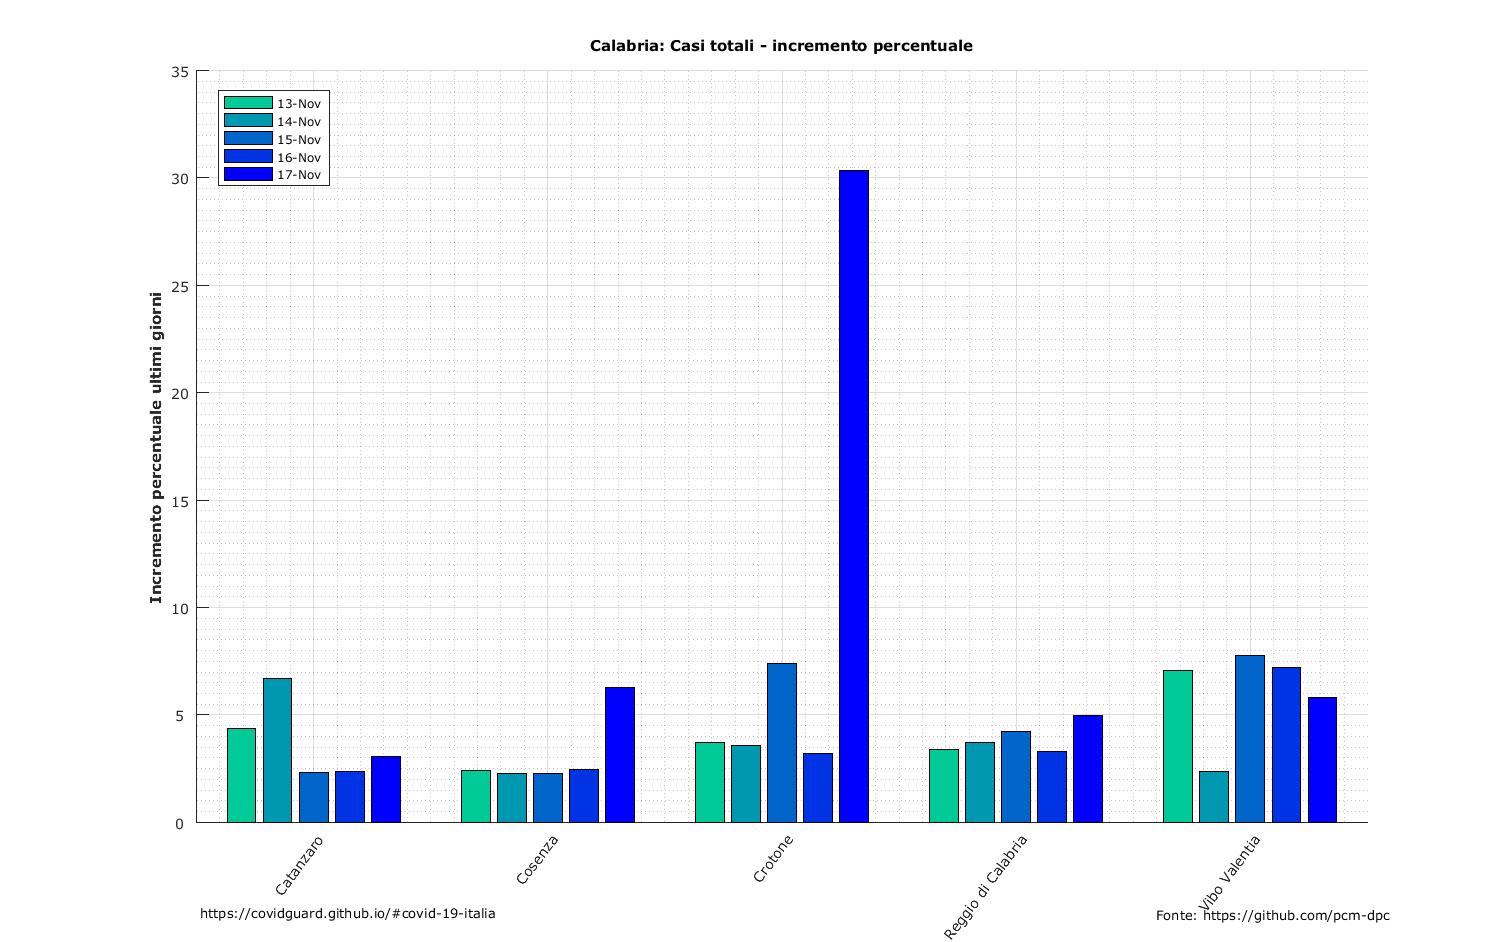 Calabria: Casi totali - incremento percentuale
Incremento percentuale ultimi giorni
35
30
25
20
15
10
5
0
13-Nov
14-Nov
15-Nov
16-Nov
17-Nov
Catanzaro
Cosenza
Crotone
Reggio di Calabria
Vibo Valentia
https://covidguard.github.io/#covid-19-italia
Fonte: https://github.com/pcm-dpc